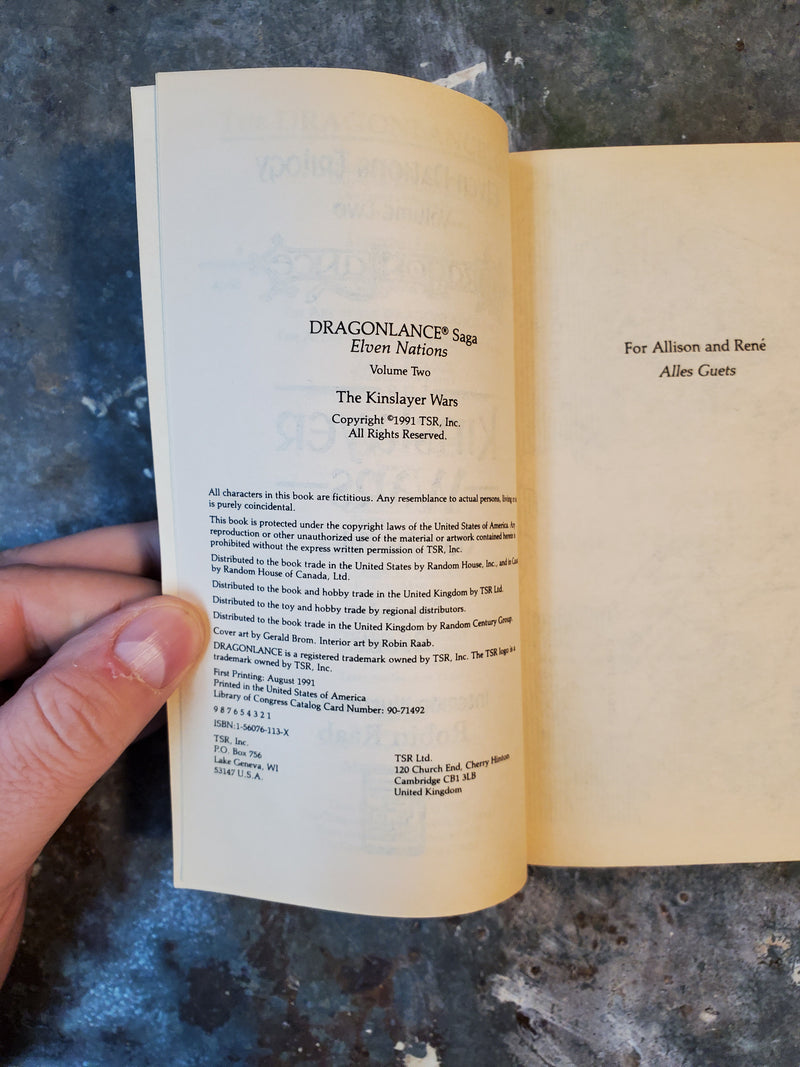 DRAGONLANCE® Saga
Elven Nations
Volume Two
The Kinslayer Wars
Copyright ©1991 TSR, Inc.
All Rights Reserved.
All characters in this book are fictitious. Any resemblance to actual persons, living
is purely coincidental.
This book is protected under the copyright laws of the United States of America.
reproduction or other unauthorized use of the material or artwork contained
prohibited without the express written permission of TSR, Inc.
Distributed to the book trade in the United States by Random House, Inc., and in
by Random House of Canada, Ltd.
Distributed to the book and hobby trade in the United Kingdom by TSR Ltd.
Distributed to the toy and hobby trade by regional distributors.
Distributed to the book trade in the United Kingdom by Random Century Group.
Cover art by Gerald Brom. Interior art by Robin Raab.
DRAGONLANCE is a registered trademark owned by TSR, Inc. The TSR logo is a
trademark owned by TSR, Inc.
First Printing: August 1991
Printed in the United States of America
Library of Congress Catalog Card Number: 90-71492
9 8 7 6 5 4 3 2 1
ISBN:1-56076-113-X
TSR, Inc.
P.O. Box 756
Lake Geneva, WI
53147 U.S.A.
TSR Ltd.
120 Church End, Cherry Hinton
Cambridge CB1 3LB
United Kingdom
For Allison and René
Alles Guets